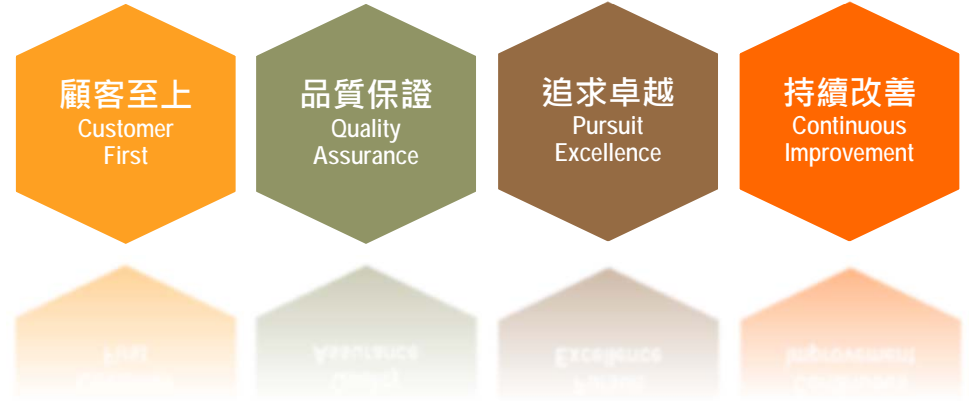 顧客至上
Customer
First
品質保證
Quality
Assurance
追求卓越
Pursuit
Excellence
持續改善
Continuous
Improvement